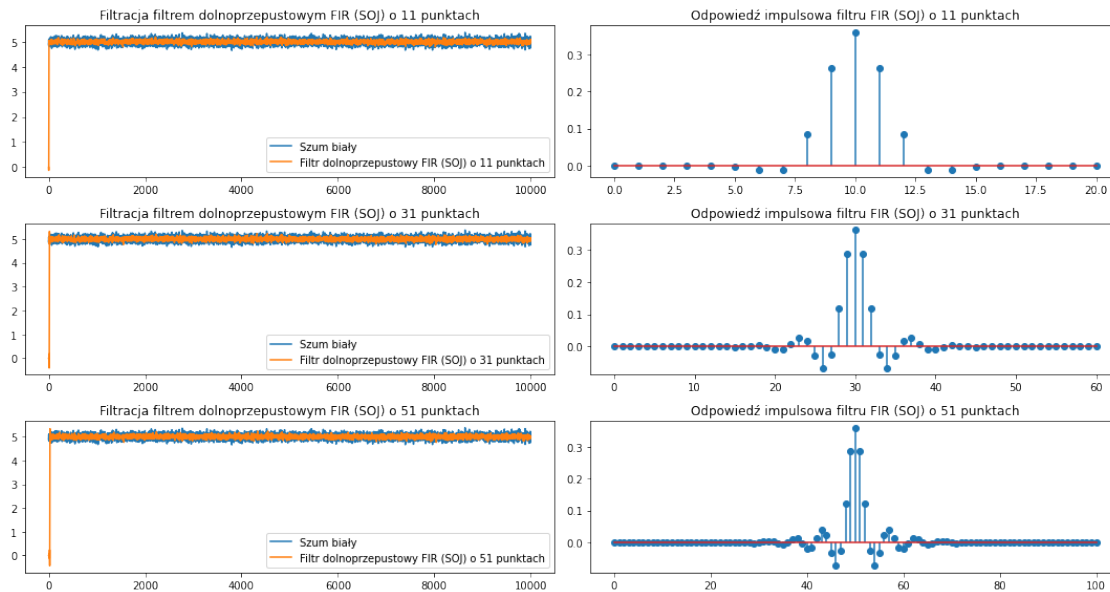 Filtracja filtrem dolnoprzepustowym FIR (SOJ) o 11 punktach
5
4
3
2
1
0
Szum biały
Filtr dolnoprzepustowy FIR (SOJ) o 11 punktach
0 2000 4000 6000 8000 10000
Odpowiedź impulsowa filtru FIR (SOJ) o 11 punktach
0.3
0.2
0.1
0.0
0.0 2.5 5.0 7.5 10.0 12.5 15.0 17.5 20.0
Filtracja filtrem dolnoprzepustowym FIR (SOJ) o 31 punktach
5
4
3
2
1
0
Szum biały
Filtr dolnoprzepustowy FIR (SOJ) o 31 punktach
0 2000 4000 6000 8000 10000
Odpowiedź impulsowa filtru FIR (SOJ) o 31 punktach
0.3
0.2
0.1
0.0
0 10 20 30 40 50 60
Filtracja filtrem dolnoprzepustowym FIR (SOJ) o 51 punktach
5
4
3
2
1
0
Szum biały
Filtr dolnoprzepustowy FIR (SOJ) o 51 punktach
0 2000 4000 6000 8000 10000
Odpowiedź impulsowa filtru FIR (SOJ) o 51 punktach
0.3
0.2
0.1
0.0
0 20 40 60 80 100